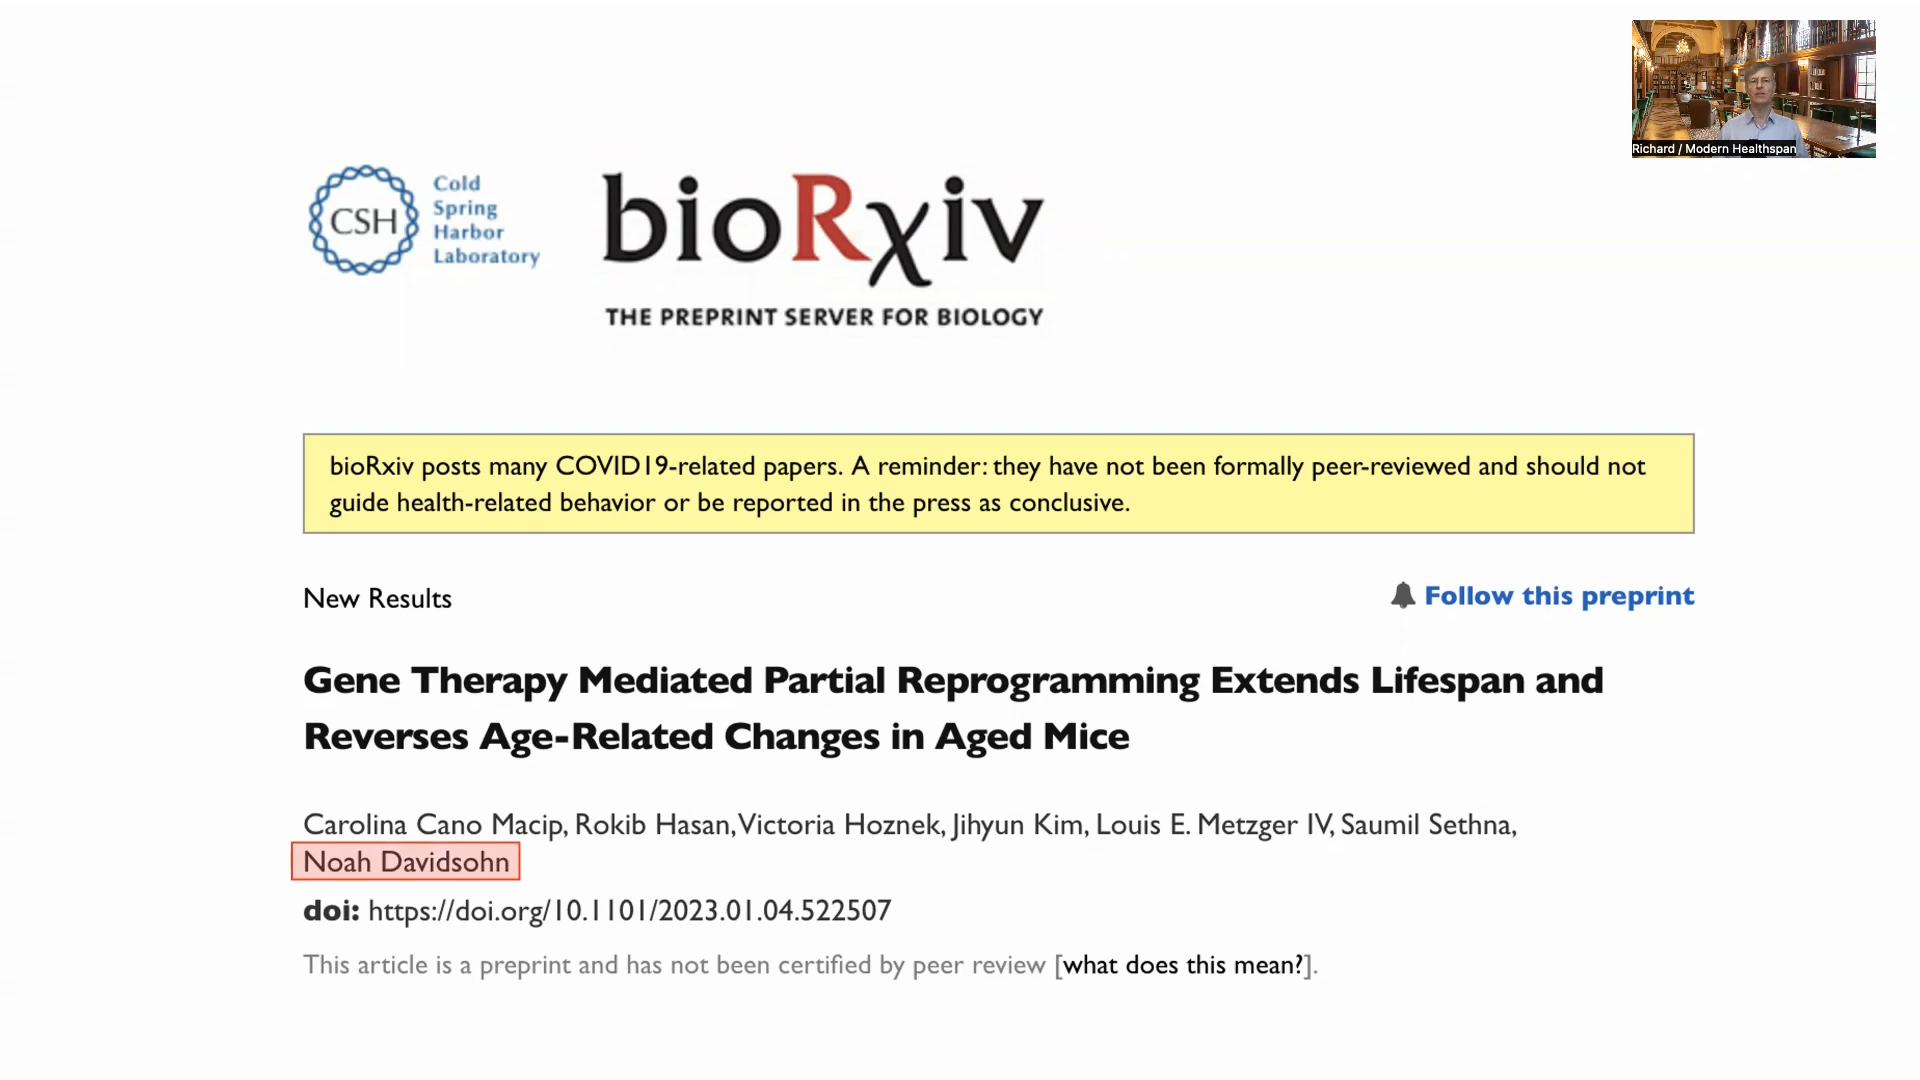 Richard / Modern Healthspan
CSH
Cold
Spring
Harbor
Laboratory
bioRxiv
THE PREPRINT SERVER FOR BIOLOGY
bioRxiv posts many COVID19-related papers. A reminder: they have not been formally peer-reviewed and should not
guide health-related behavior or be reported in the press as conclusive.
New Results
Follow this preprint
Gene Therapy Mediated Partial Reprogramming Extends Lifespan and
Reverses Age-Related Changes in Aged Mice
Carolina Cano Macip, Rokib Hasan, Victoria Hoznek, Jihyun Kim, Louis E. Metzger IV, Saumil Sethna,
Noah Davidsohn
doi: https://doi.org/10.1101/2023.01.04.522507
This article is a preprint and has not been certified by peer review [what does this mean?].